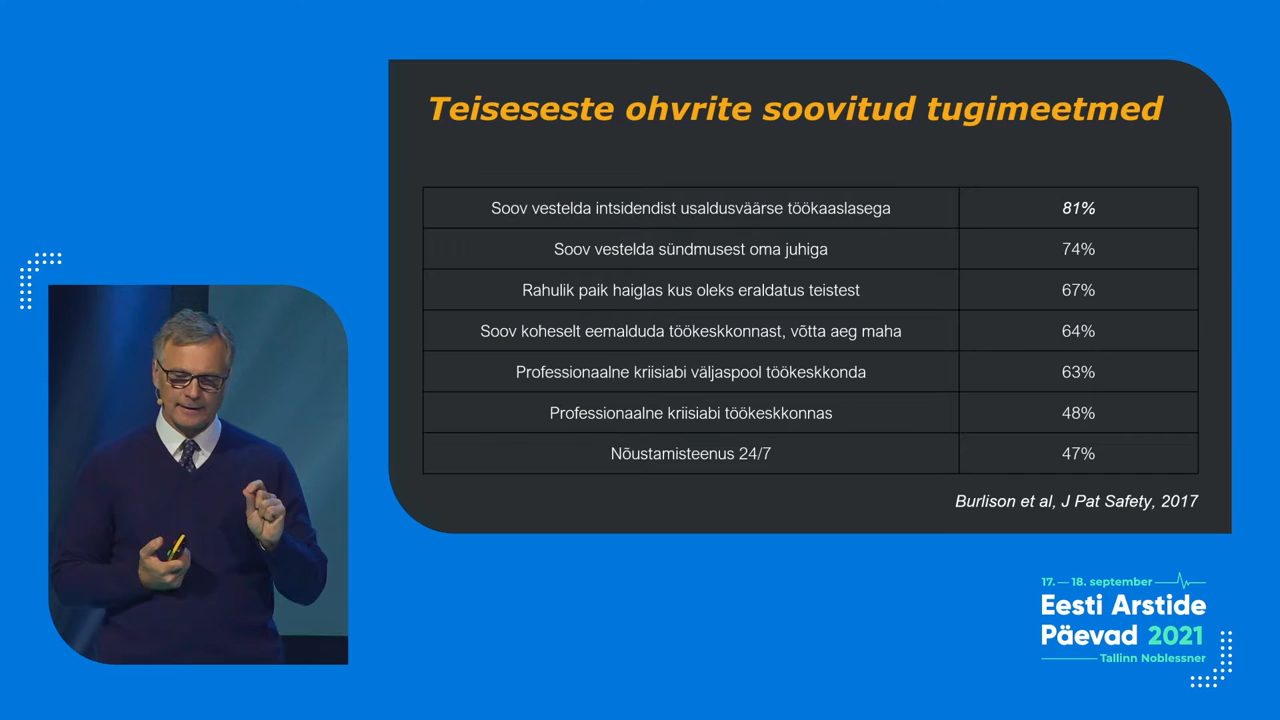 Teiseseste ohvrite soovitud tugimeetmed
Soov vestelda intsidendist usaldusväärse töökaaslasega 81%
Soov vestelda sündmusest oma juhiga 74%
Rahulik paik haiglas kus oleks eraldatus teistest 67%
Soov koheselt eemalduda töökeskkonnast, võtta aeg maha 64%
Professionaalne kriisiabi väljaspool töökeskkonda 63%
Professionaalne kriisiabi töökeskkonnas 48%
Nõustamisteenus 24/7 47%
Burlison et al, J Pat Safety, 2017
17. — 18. september
Eesti Arstide
Päevad 2021
Tallinn Noblessner